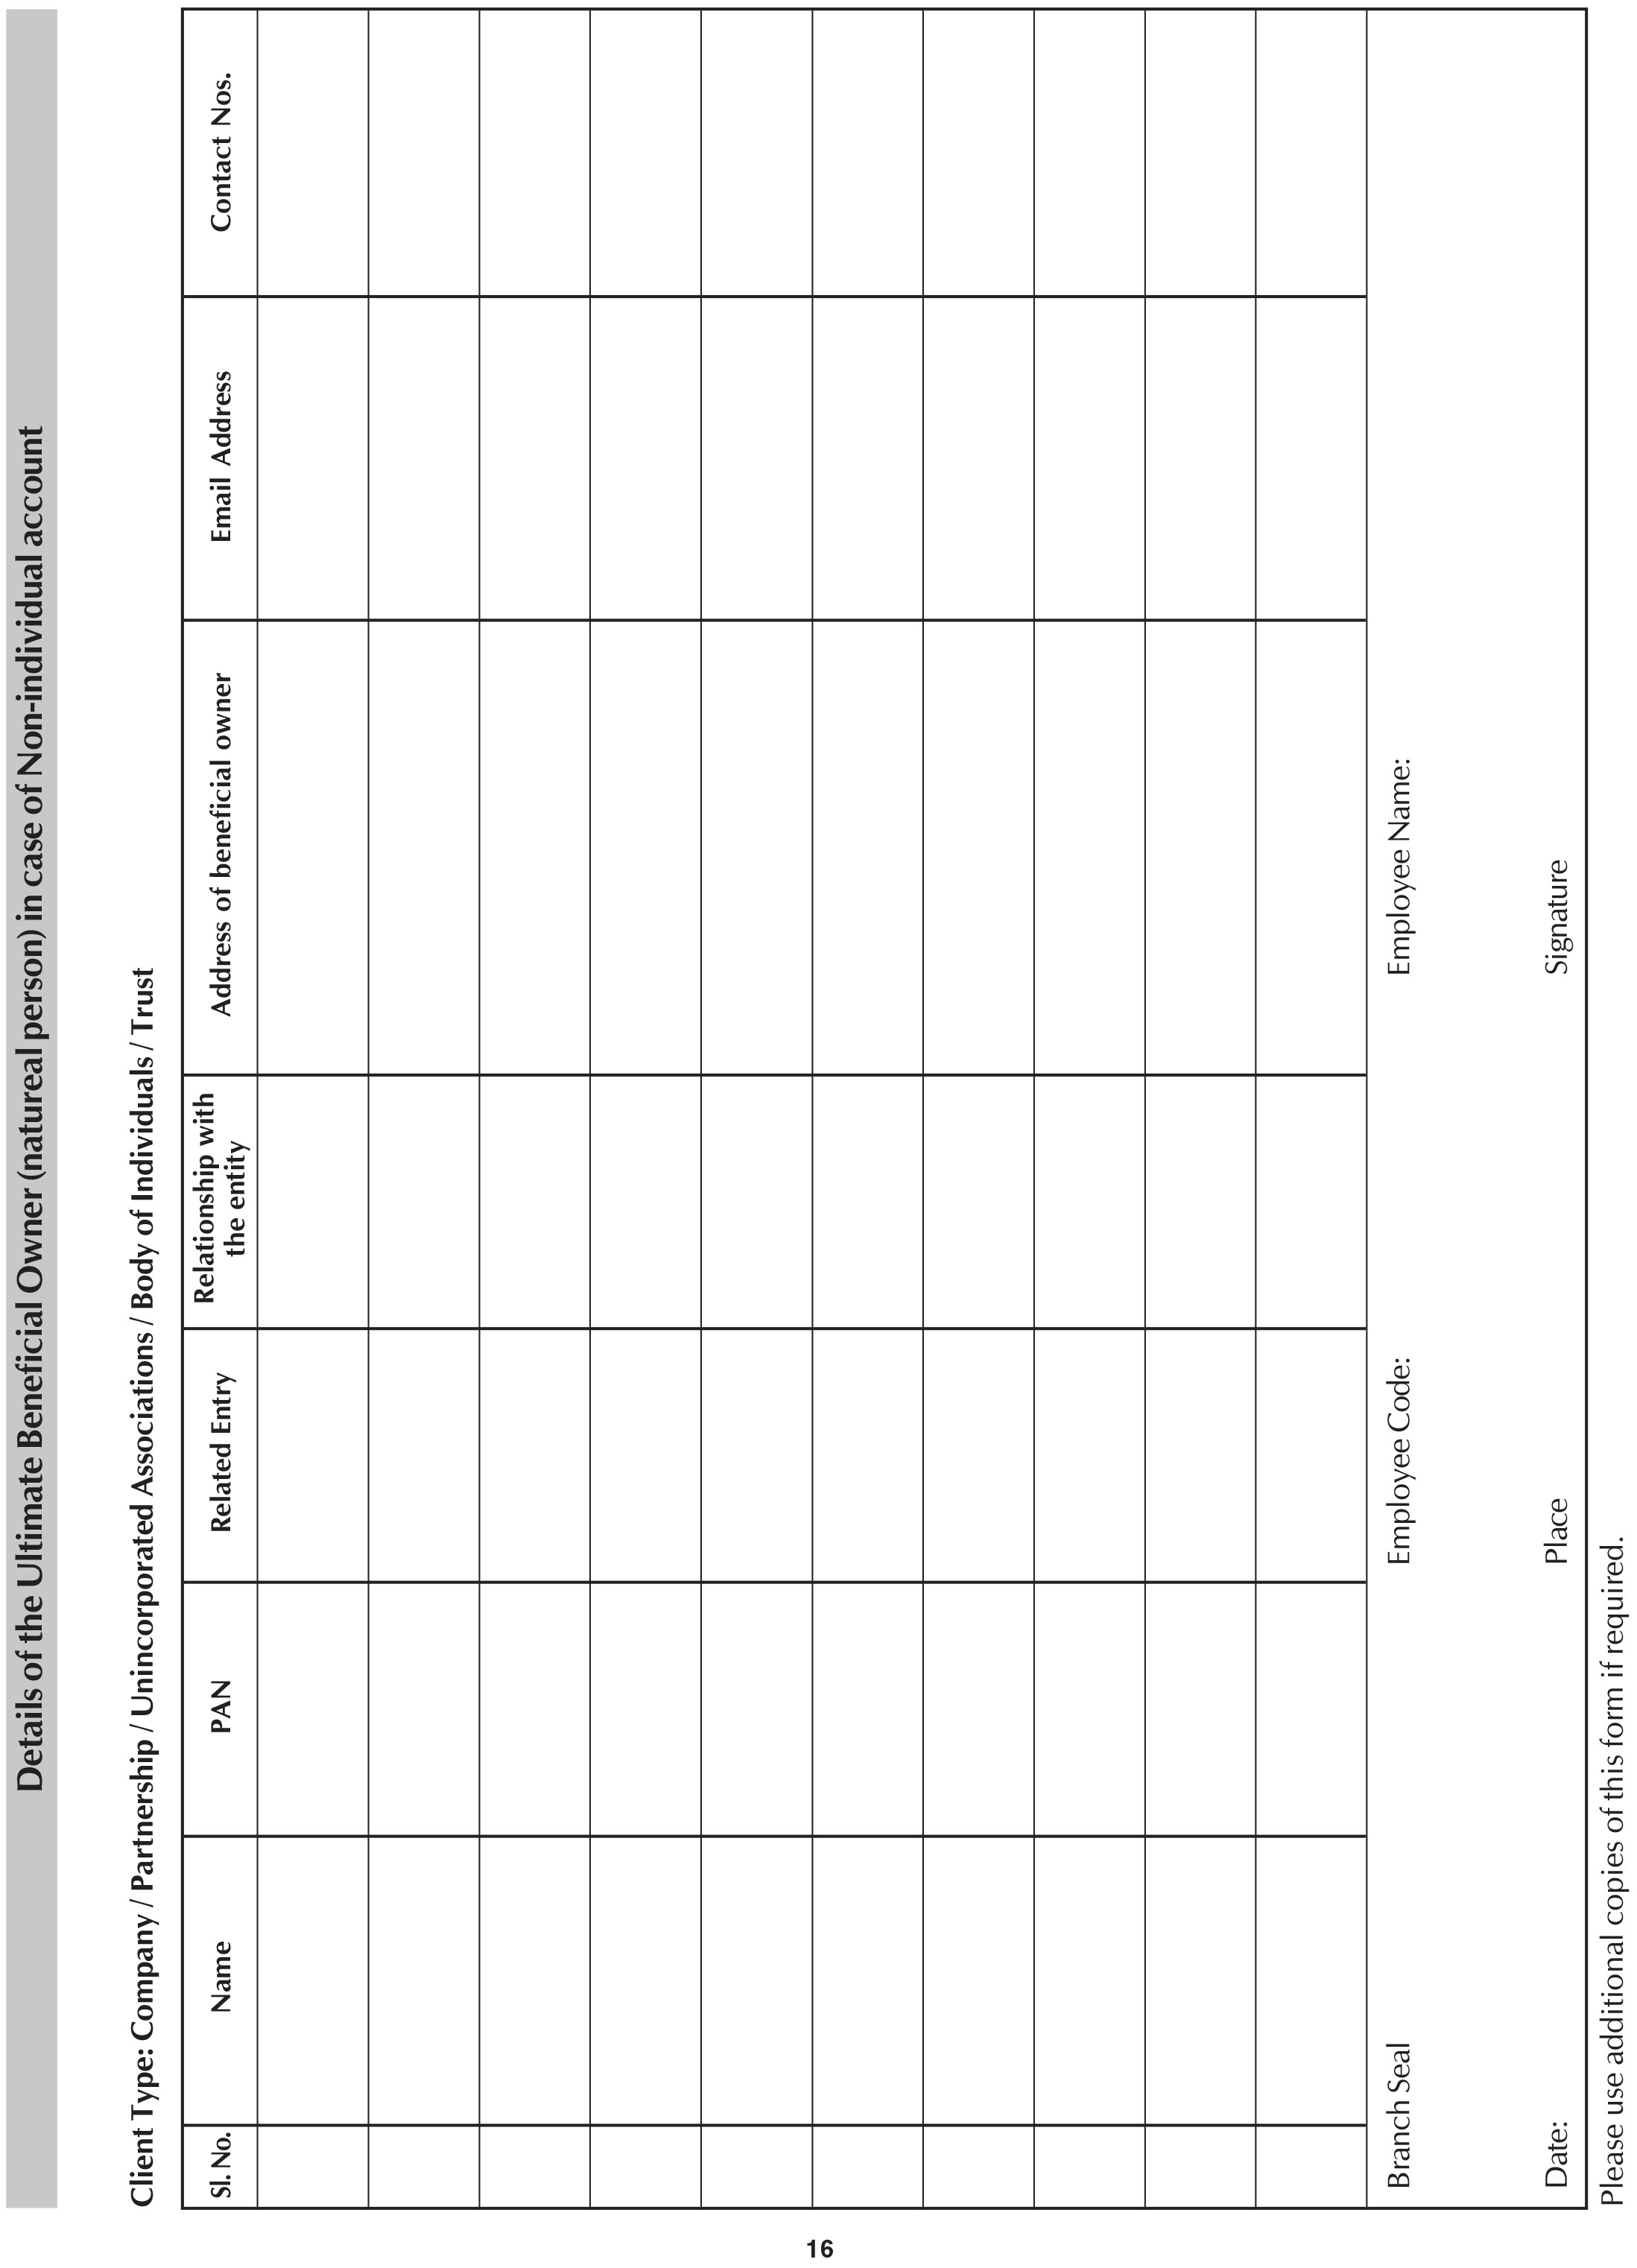 Details of the Ultimate Beneficial Owner (natureal person) in case of Non-individual account
Client Type: Company / Partnership / Unincorporated Associations / Body of Individuals / Trust
Sl. No.
Name
PAN
Related Entry
Relationship with
the entity
Address of beneficial owner
Email Address
Contact Nos.
Branch Seal
Employee Code:
Employee Name:
Date:
Place
Signature
Please use additional copies of this form if required.
16